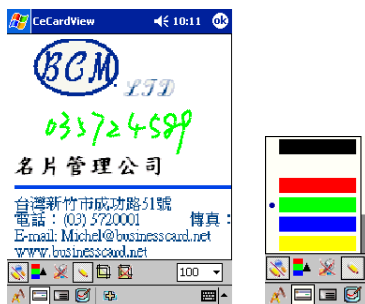 CeCardView 10:11 ok
BCM
LTD
035724589
名片管理公司
台灣新竹市成功路51號
電話：(03) 5720001 傳真：
E-mail: Michel@businesscard.net
www.businesscard.net
100